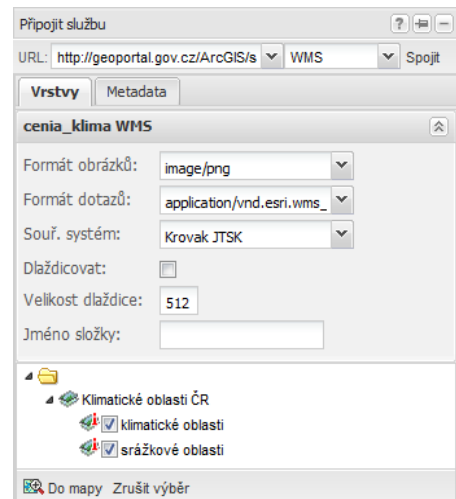 Připojit službu
URL: http://geoportal.gov.cz/ArcGIS/s WMS Spojit
Vrstvy Metadata
cenia_klima WMS
Formát obrázků: image/png
Formát dotazů: application/vnd.esri.wms_
Souř. systém: Krovak JTSK
Dlaždicovat:
Velikost dlaždice: 512
Jméno složky:
Klimatické oblasti ČR
klimatické oblasti
srážkové oblasti
Do mapy Zrušit výběr